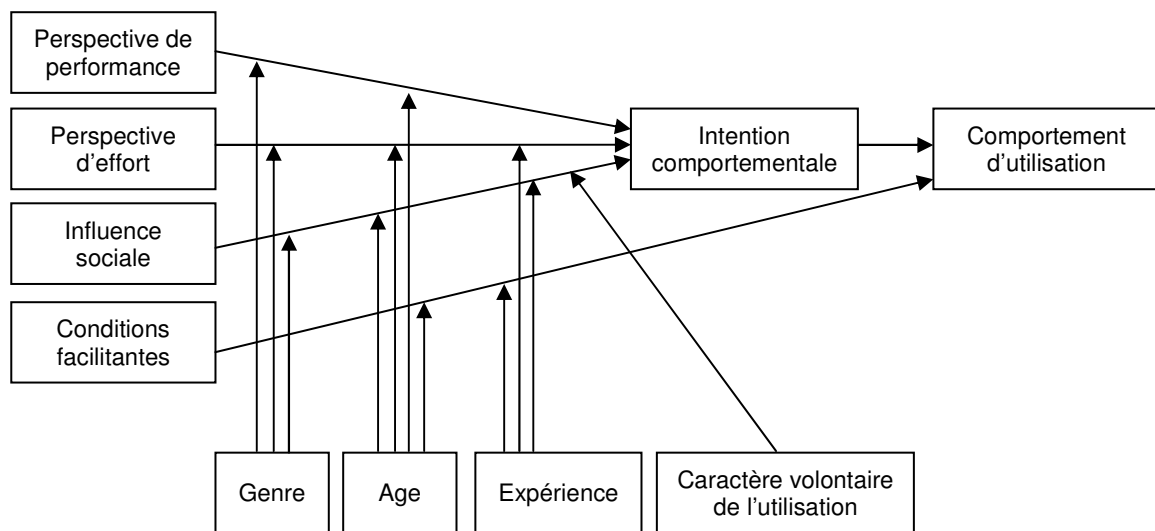 Perspective de
performance
Perspective
d'effort
Influence
sociale
Conditions
facilitantes
Intention
comportementale
Comportement
d'utilisation
Genre
Age
Expérience
Caractère volontaire
de l'utilisation